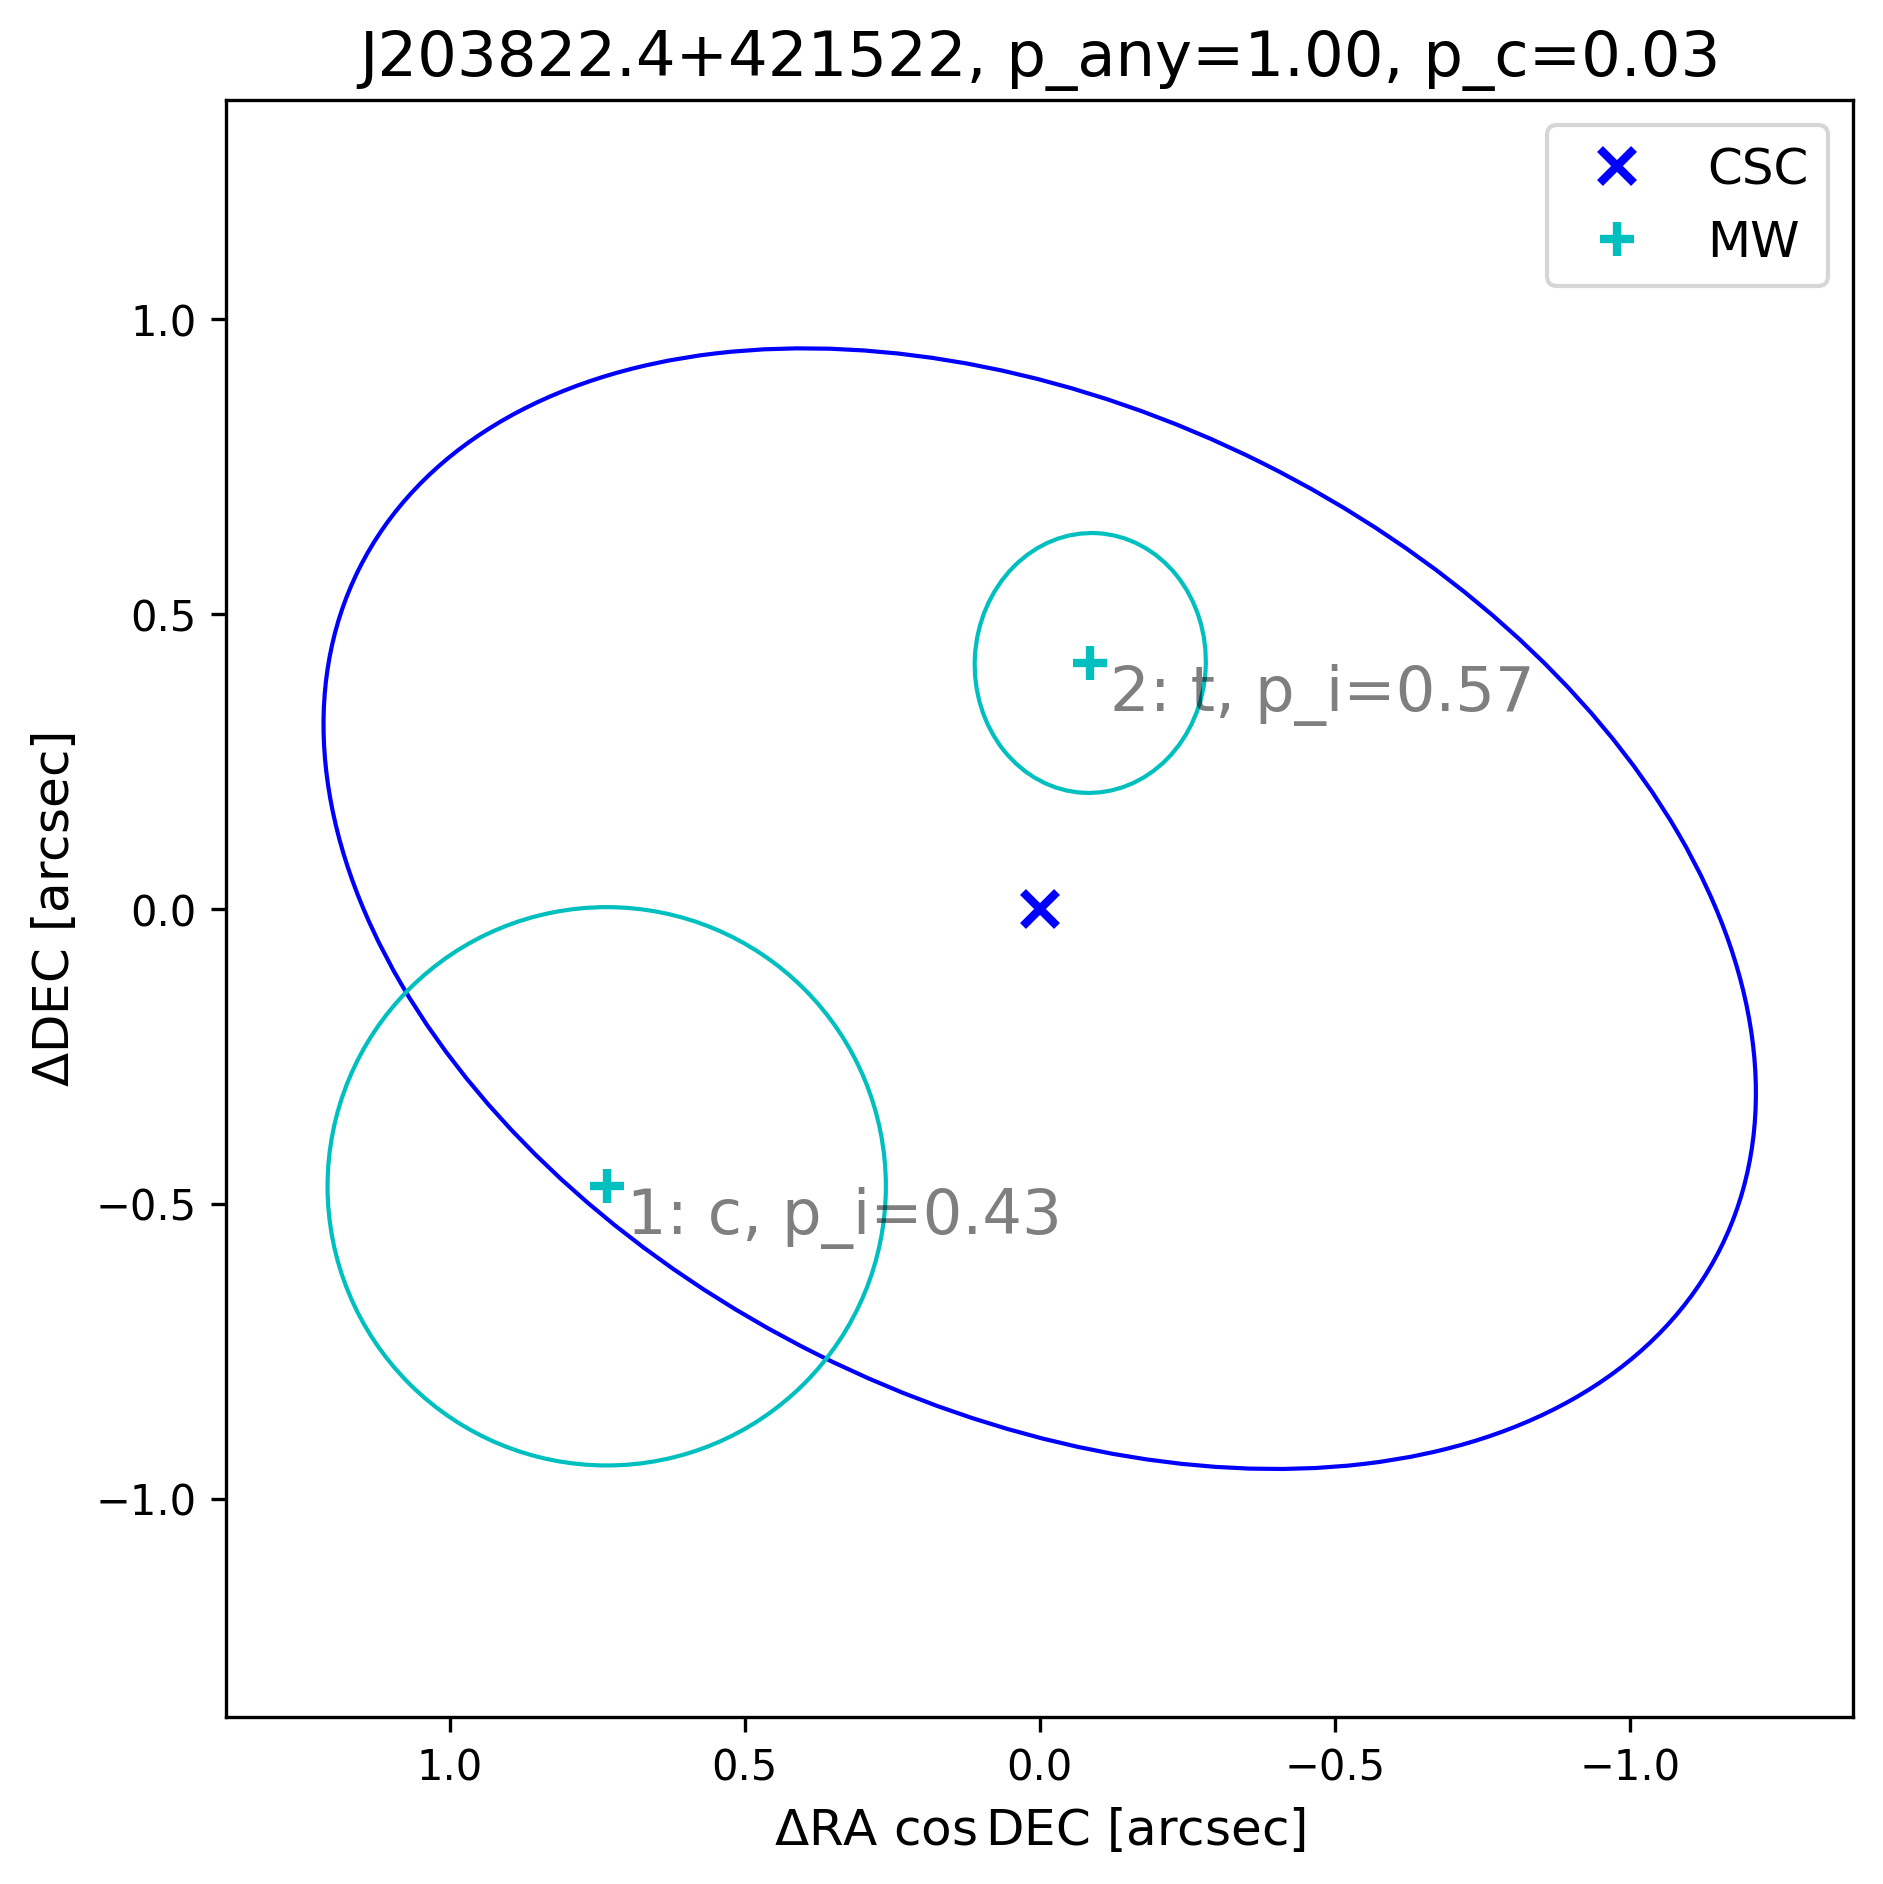 J203822.4+421522, p_any=1.00, p_c=0.03
CSC
MW
1.0
0.5
0.0
−0.5
−1.0
ΔDEC [arcsec]
2: t, p_i=0.57
1: c, p_i=0.43
1.0 0.5 0.0 −0.5 −1.0
ΔRA cos DEC [arcsec]